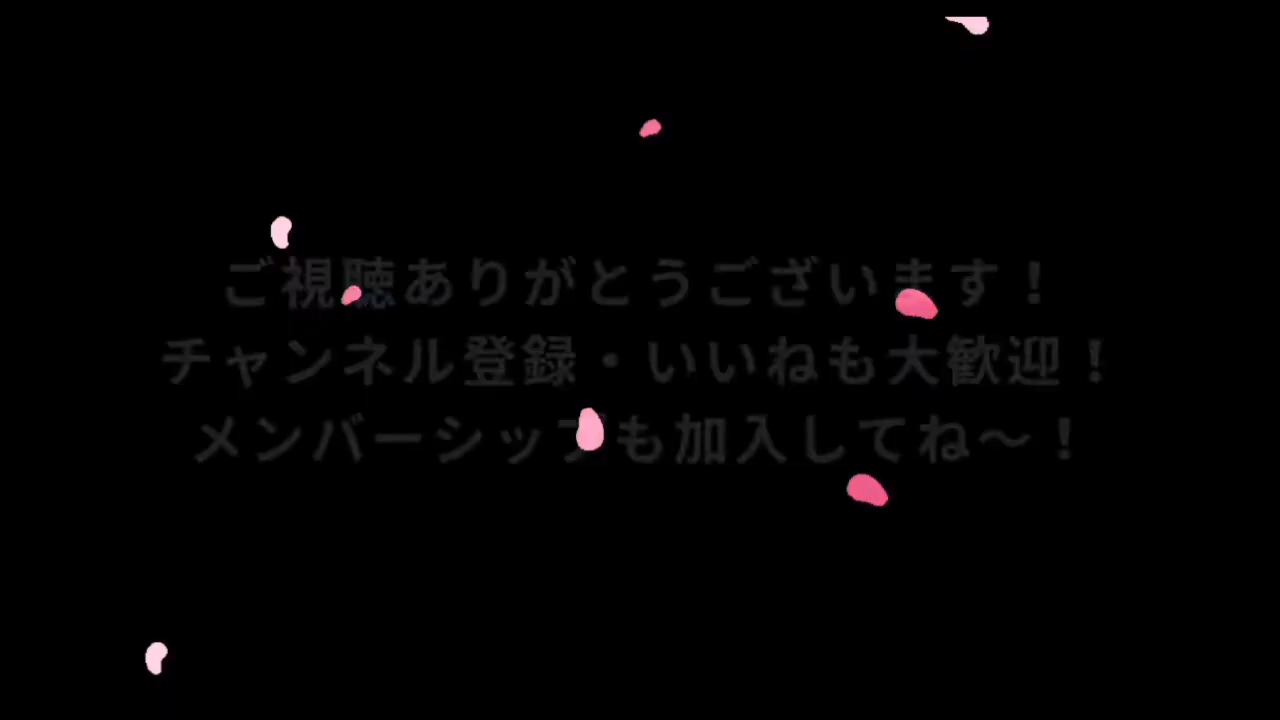 ご視聴ありがとうございます！
チャンネル登録・いいねも大歓迎！
メンバーシップも加入してね〜！